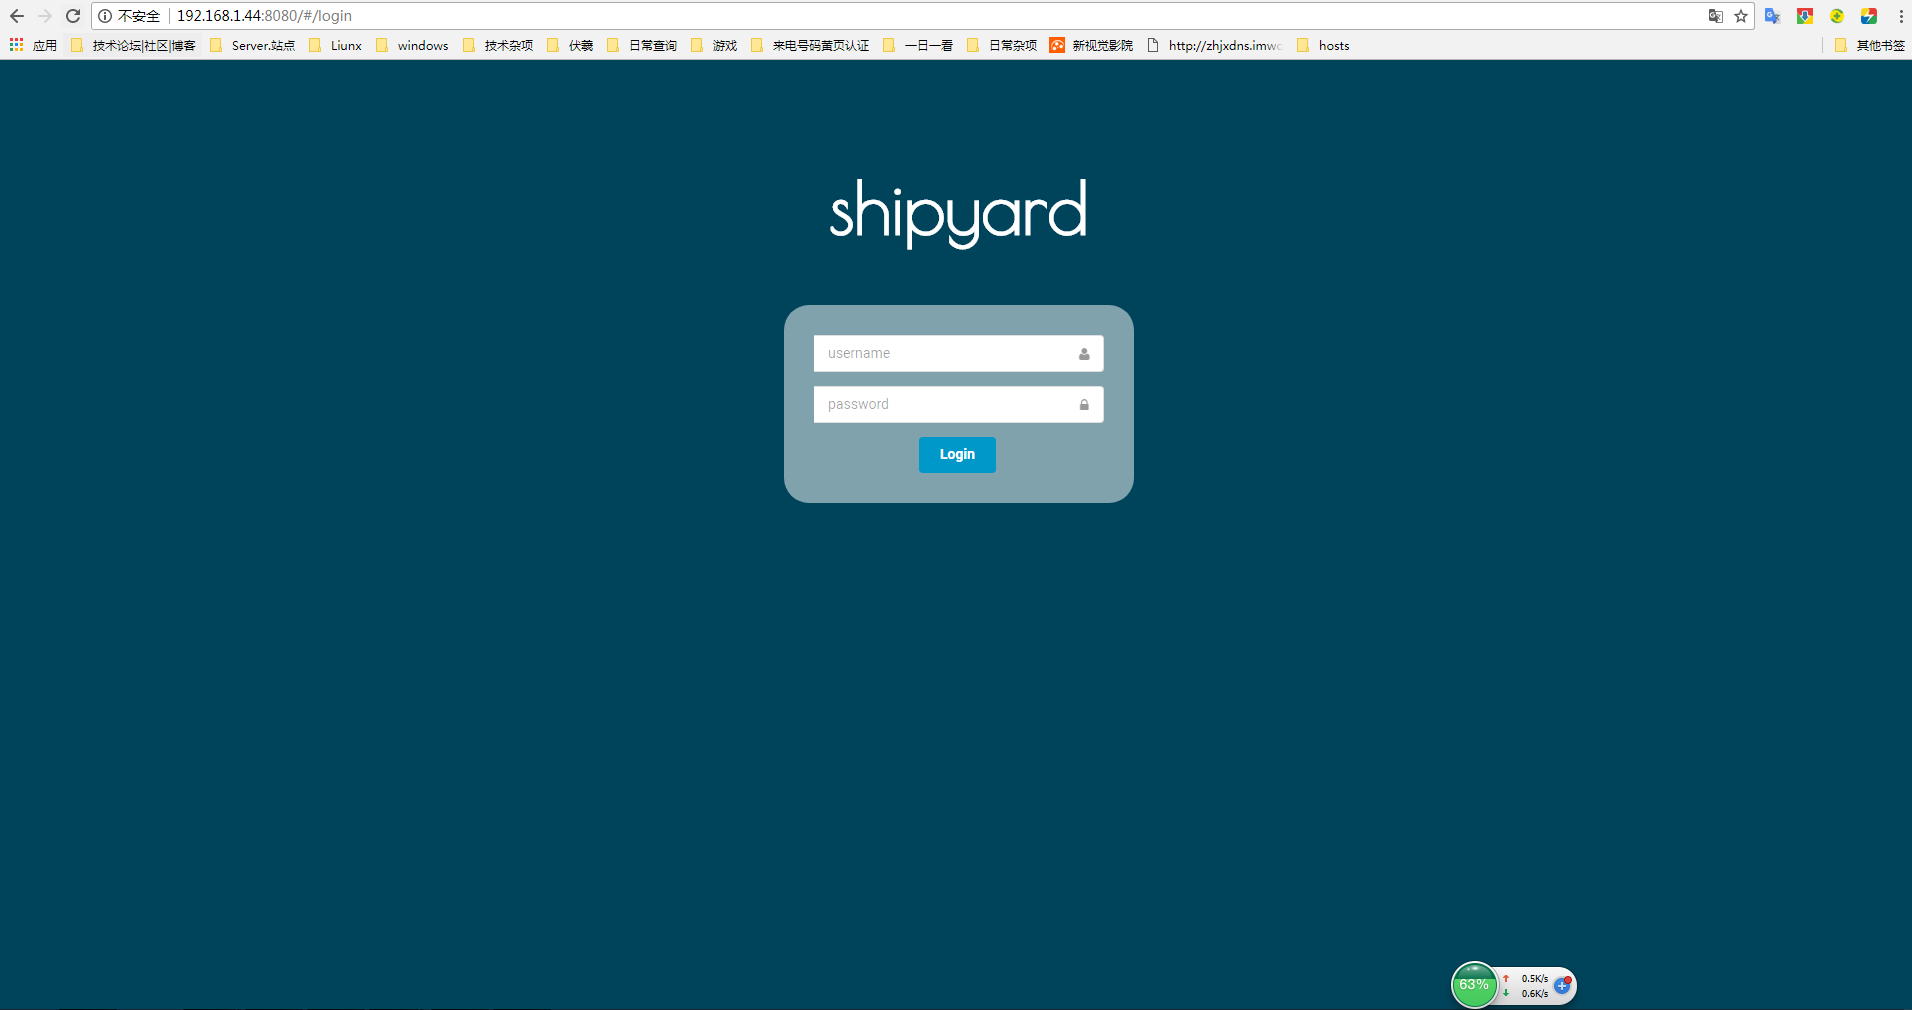 不安全 192.168.1.44:8080/#/login
应用 技术论坛|社区|博客 Server.站点 Liunx windows 技术杂项 伏羲 日常查询 游戏 来电号码黄页认证 一日一看 日常杂项 新视觉影院 http://zhjxdns.imwc hosts 其他书签
shipyard
username
password
Login
63%
0.5K/s
0.6K/s